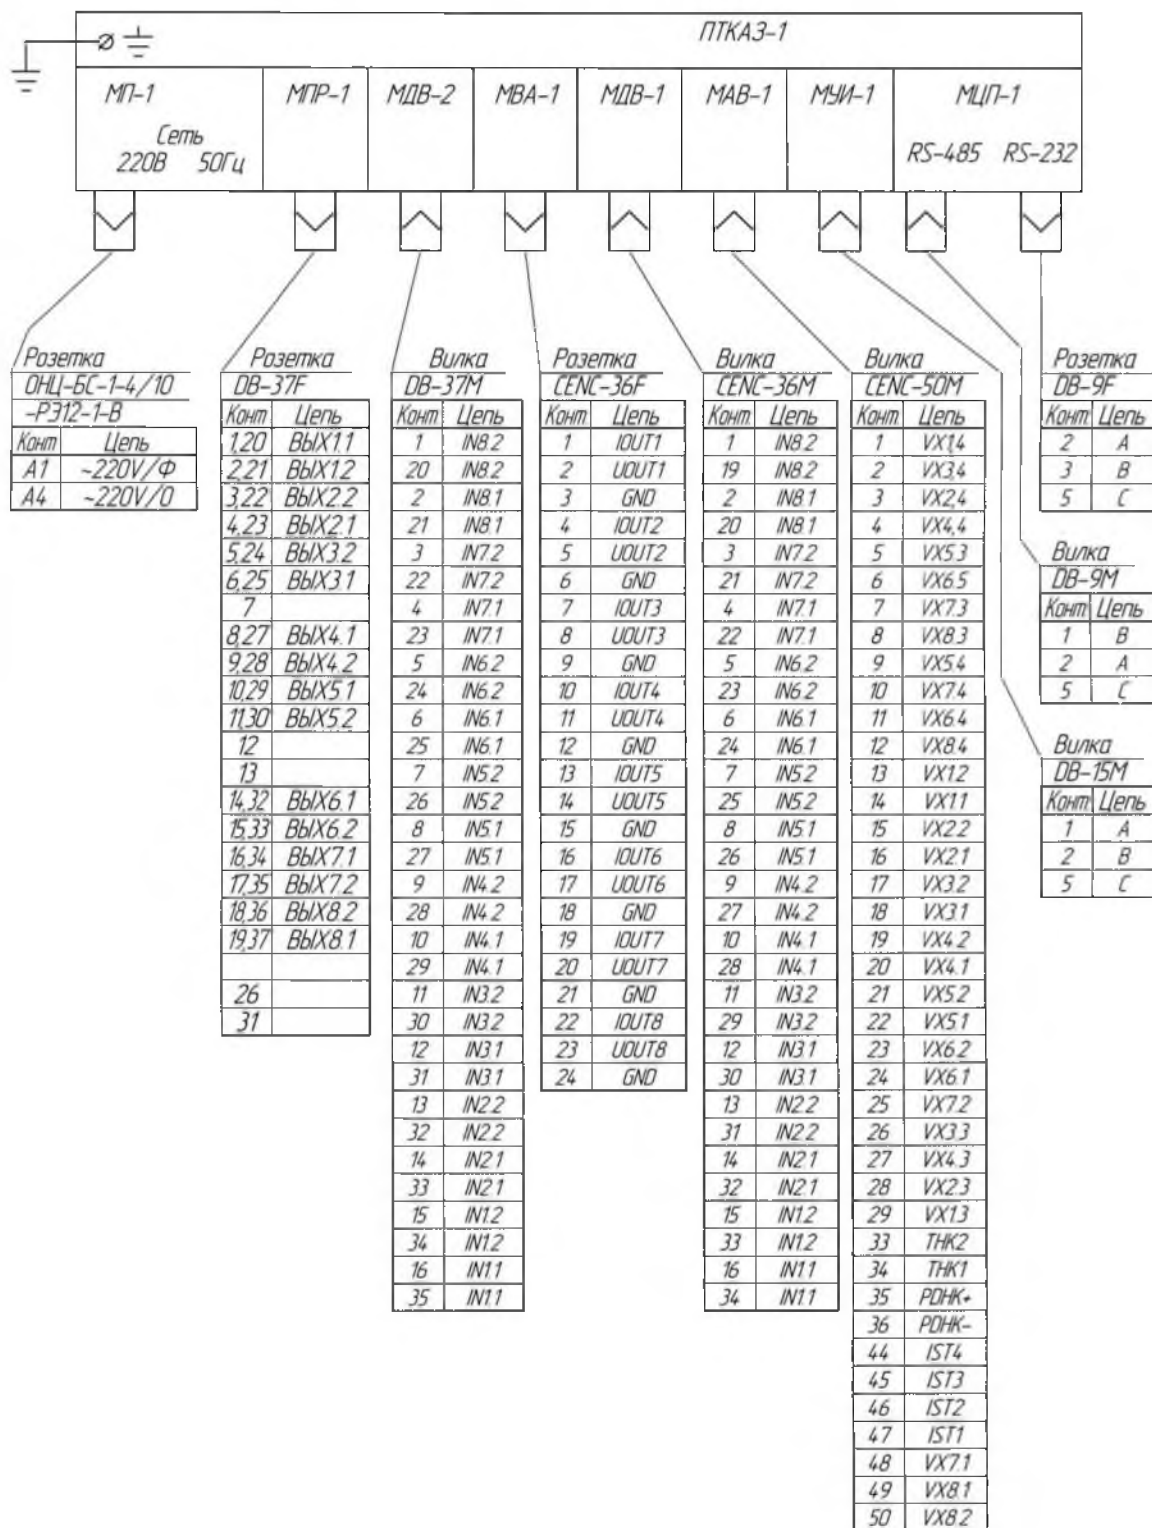 ПТКАЗ-1
МП-1
Сеть
220В 50Гц
МПР-1
МДВ-2
МВА-1
МДВ-1
МАВ-1
МУИ-1
МЦП-1
RS-485 RS-232
Розетка
ОНЦ-БС-1-4/10
-РЭ12-1-В
Конт Цепь
А1 ~220V/Ф
А4 ~220V/0
Розетка
DB-37F
Конт. Цепь
1,20 ВЫХ1.1
2,21 ВЫХ1.2
3,22 ВЫХ2.2
4,23 ВЫХ2.1
5,24 ВЫХ3.2
6,25 ВЫХ3.1
7
8,27 ВЫХ4.1
9,28 ВЫХ4.2
10,29 ВЫХ5.1
11,30 ВЫХ5.2
12
13
14,32 ВЫХ6.1
15,33 ВЫХ6.2
16,34 ВЫХ7.1
17,35 ВЫХ7.2
18,36 ВЫХ8.2
19,37 ВЫХ8.1
26
31
Вилка
DB-37M
Конт Цепь
1 IN8.2
20 IN8.2
2 IN8.1
21 IN8.1
3 IN7.2
22 IN7.2
4 IN7.1
23 IN7.1
5 IN6.2
24 IN6.2
6 IN6.1
25 IN6.1
7 IN5.2
26 IN5.2
8 IN5.1
27 IN5.1
9 IN4.2
28 IN4.2
10 IN4.1
29 IN4.1
11 IN3.2
30 IN3.2
12 IN3.1
31 IN3.1
13 IN2.2
32 IN2.2
14 IN2.1
33 IN2.1
15 IN1.2
34 IN1.2
16 IN1.1
35 IN1.1
Розетка
CENC-36F
Конт. Цепь
1 IOUT1
2 UOUT1
3 GND
4 IOUT2
5 UOUT2
6 GND
7 IOUT3
8 UOUT3
9 GND
10 IOUT4
11 UOUT4
12 GND
13 IOUT5
14 UOUT5
15 GND
16 IOUT6
17 UOUT6
18 GND
19 IOUT7
20 UOUT7
21 GND
22 IOUT8
23 UOUT8
24 GND
Вилка
CENC-36M
Конт. Цепь
1 IN8.2
19 IN8.2
2 IN8.1
20 IN8.1
3 IN7.2
21 IN7.2
4 IN7.1
22 IN7.1
5 IN6.2
23 IN6.2
6 IN6.1
24 IN6.1
7 IN5.2
25 IN5.2
8 IN5.1
26 IN5.1
9 IN4.2
27 IN4.2
10 IN4.1
28 IN4.1
11 IN3.2
29 IN3.2
12 IN3.1
30 IN3.1
13 IN2.2
31 IN2.2
14 IN2.1
32 IN2.1
15 IN1.2
33 IN1.2
16 IN1.1
34 IN1.1
Вилка
CENC-50M
Конт. Цепь
1 VX1,4
2 VX3,4
3 VX2,4
4 VX4,4
5 VX5.3
6 VX6.5
7 VX7.3
8 VX8.3
9 VX5.4
10 VX7.4
11 VX6.4
12 VX8.4
13 VX1.2
14 VX1.1
15 VX2.2
16 VX2.1
17 VX3.2
18 VX3.1
19 VX4.2
20 VX4.1
21 VX5.2
22 VX5.1
23 VX6.2
24 VX6.1
25 VX7.2
26 VX3.3
27 VX4.3
28 VX2.3
29 VX1.3
33 THK2
34 THK1
35 PDHK+
36 PDHK-
44 IST4
45 IST3
46 IST2
47 IST1
48 VX7.1
49 VX8.1
50 VX8.2
Розетка
DB-9F
Конт. Цепь
2 A
3 B
5 C
Вилка
DB-9M
Конт. Цепь
1 B
2 A
5 C
Вилка
DB-15M
Конт. Цепь
1 A
2 B
5 C